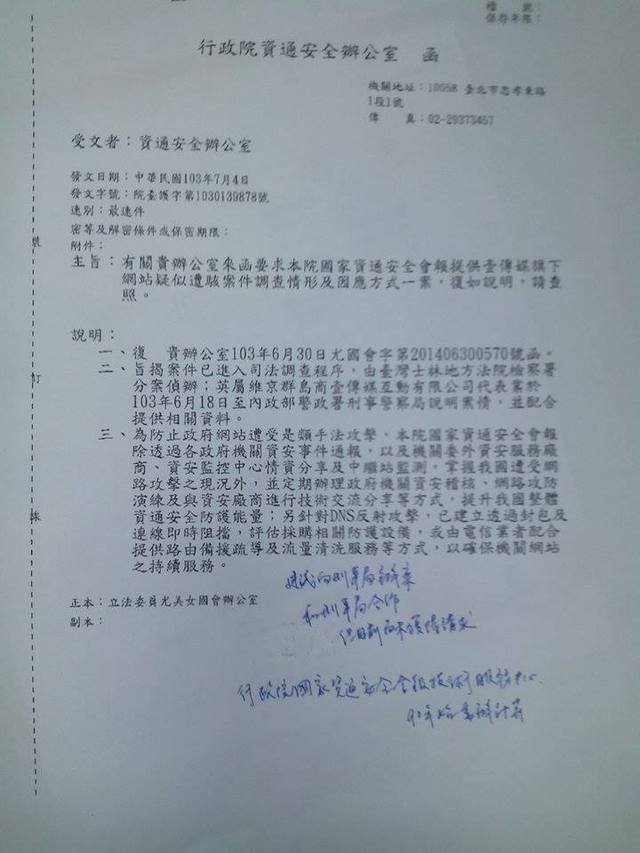 檔　號：
保存年限：
行政院資通安全辦公室　函
機關地址：10058 臺北市忠孝東路
1段1號
傳　真：02-29373457
受文者：資通安全辦公室
發文日期：中華民國103年7月4日
發文字號：院臺護字第1030139878號
速別：最速件
密等及解密條件或保密期限：
附件：
主旨：有關貴辦公室來函要求本院國家資通安全會報提供壹傳媒旗下
網站疑似遭駭案件調查情形及因應方式一案，復如說明，請查
照。
說明：
一、復　貴辦公室103年6月30日尤國會字第201406300570號函。
二、旨揭案件已進入司法調查程序，由臺灣士林地方法院檢察署
分案偵辦；英屬維京群島商壹傳媒互動有限公司代表業於
103年6月18日至內政部警政署刑事警察局說明案情，並配合
提供相關資料。
三、為防止政府網站遭受是類手法攻擊，本院國家資通安全會報
除透過各政府機關資安事件通報，以及機關委外資安服務廠
商、資安監控中心情資分享及中繼站監測，掌握我國遭受網
路攻擊之現況外，並定期辦理政府機關資安稽核、網路攻防
演練及與資安廠商進行技術交流分享等方式，提升我國整體
資通安全防護能量；另針對DNS反射攻擊，已建立透過封包及
連線即時阻擋，評估採購相關防護設備，或由電信業者配合
提供路由備援疏導及流量清洗服務等方式，以確保機關網站
之持續服務。
正本：立法委員尤美女國會辦公室
副本：
和刑事局合作
行政院國家資通安全會報技術服務中心
裝
訂
線